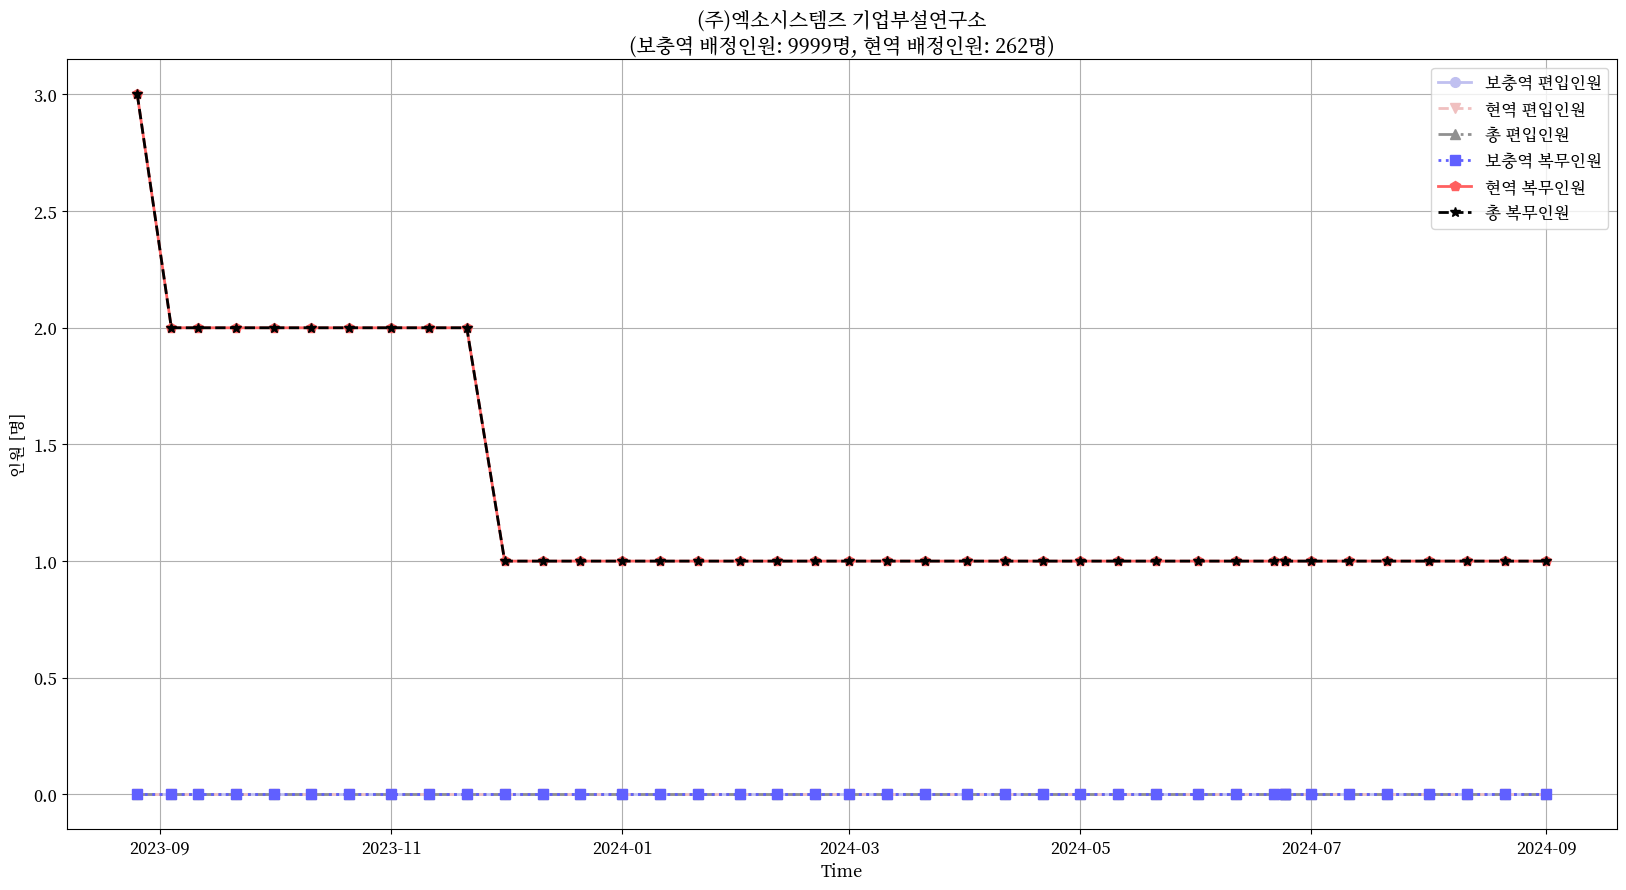 (주)엑소시스템즈 기업부설연구소
(보충역 배정인원: 9999명, 현역 배정인원: 262명)
보충역 편입인원
현역 편입인원
총 편입인원
보충역 복무인원
현역 복무인원
총 복무인원
3.0
2.5
2.0
1.5
1.0
0.5
0.0
인원 [명]
2023-09
2023-11
2024-01
2024-03
2024-05
2024-07
2024-09
Time